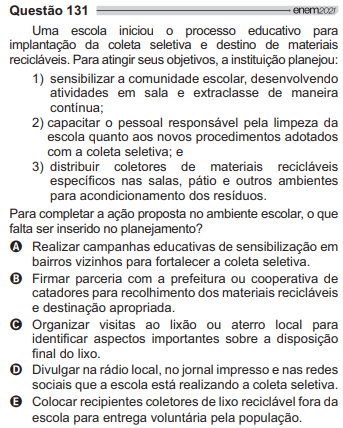 Questão 131 enem2021
Uma escola iniciou o processo educativo para
implantação da coleta seletiva e destino de materiais
recicláveis. Para atingir seus objetivos, a instituição planejou:
1) sensibilizar a comunidade escolar, desenvolvendo
atividades em sala e extraclasse de maneira
contínua;
2) capacitar o pessoal responsável pela limpeza da
escola quanto aos novos procedimentos adotados
com a coleta seletiva; e
3) distribuir coletores de materiais recicláveis
específicos nas salas, pátio e outros ambientes
para acondicionamento dos resíduos.
Para completar a ação proposta no ambiente escolar, o que
falta ser inserido no planejamento?
A Realizar campanhas educativas de sensibilização em
bairros vizinhos para fortalecer a coleta seletiva.
B Firmar parceria com a prefeitura ou cooperativa de
catadores para recolhimento dos materiais recicláveis
e destinação apropriada.
C Organizar visitas ao lixão ou aterro local para
identificar aspectos importantes sobre a disposição
final do lixo.
D Divulgar na rádio local, no jornal impresso e nas redes
sociais que a escola está realizando a coleta seletiva.
E Colocar recipientes coletores de lixo reciclável fora da
escola para entrega voluntária pela população.